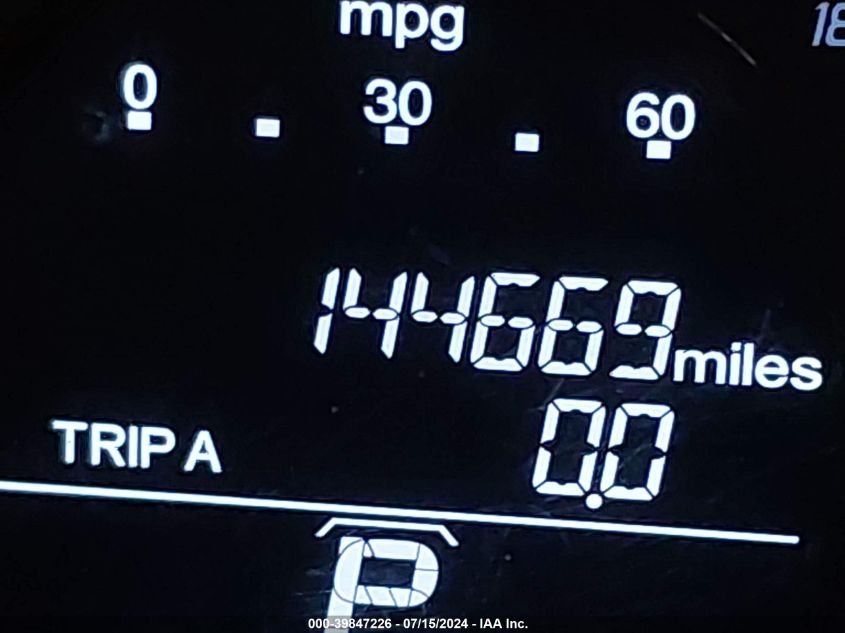 mpg
0 30 60
144669 miles
TRIP A 0.0
P
000-39847226 - 07/15/2024 - IAA Inc.